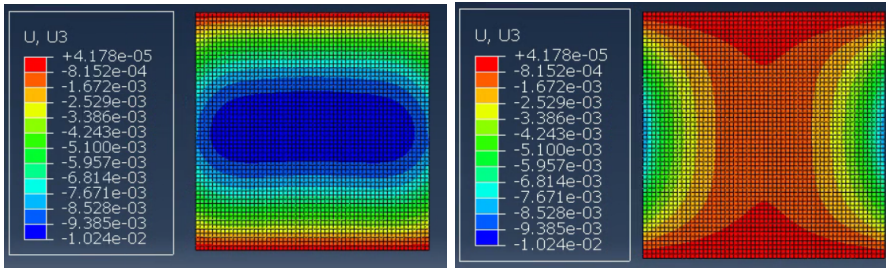 U, U3
+4.178e-05
-8.152e-04
-1.672e-03
-2.529e-03
-3.386e-03
-4.243e-03
-5.100e-03
-5.957e-03
-6.814e-03
-7.671e-03
-8.528e-03
-9.385e-03
-1.024e-02
U, U3
+4.178e-05
-8.152e-04
-1.672e-03
-2.529e-03
-3.386e-03
-4.243e-03
-5.100e-03
-5.957e-03
-6.814e-03
-7.671e-03
-8.528e-03
-9.385e-03
-1.024e-02